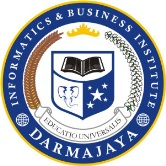 INFORMATICS & BUSINESS INSTITUTE
EDUCATIO UNIVERSALIS
DARMAJAYA